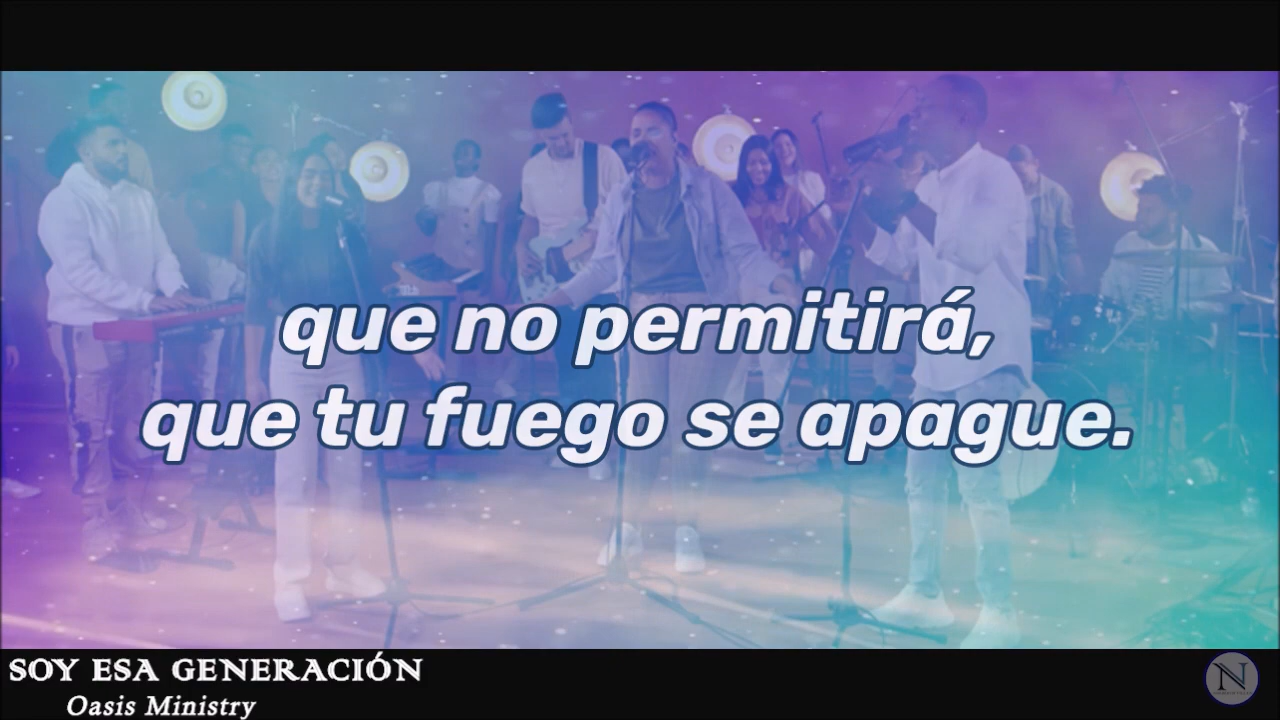 que no permitirá,
que tu fuego se apague.
SOY ESA GENERACIÓN
Oasis Ministry
N